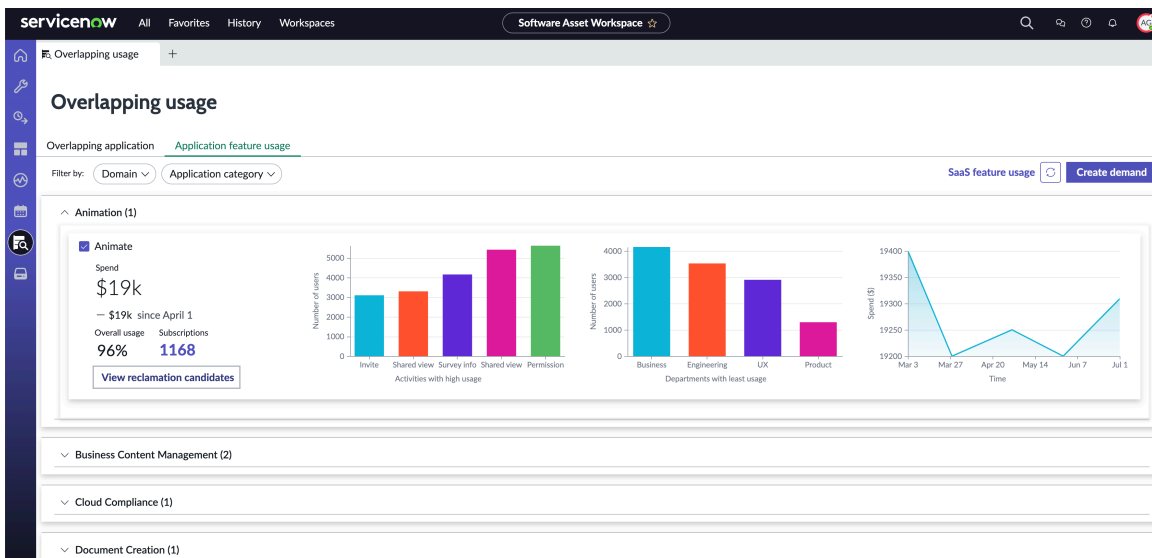 servicenow All Favorites History Workspaces Software Asset Workspace AG
Overlapping usage
Overlapping usage
Overlapping application Application feature usage
Filter by: Domain Application category SaaS feature usage Create demand
Animation (1)
Animate
Spend
$19k
– $19k since April 1
Overall usage Subscriptions
96% 1168
View reclamation candidates
Number of users
5000
4000
3000
2000
1000
0
Invite Shared view Survey info Shared view Permission
Activities with high usage
Number of users
4000
3000
2000
1000
0
Business Engineering UX Product
Departments with least usage
Spend ($)
19400
19350
19300
19250
19200
Mar 3 Mar 27 Apr 20 May 14 Jun 7 Jul 1
Time
Business Content Management (2)
Cloud Compliance (1)
Document Creation (1)